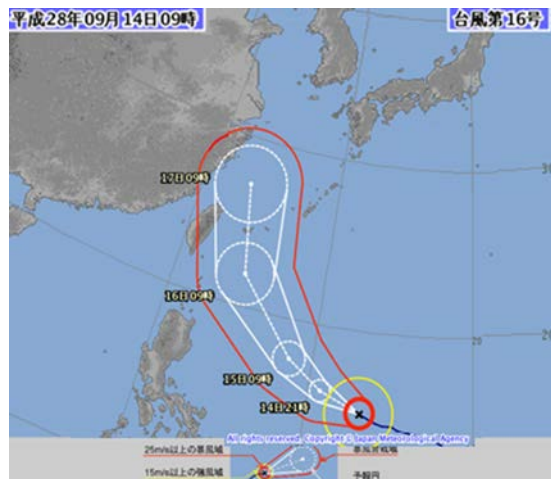 平成28年09月14日09時
台風第16号
17日09時
30
16日09時
20
15日09時
14日21時
All rights reserved. Copyright © Japan Meteorological Agency
25m/s以上の暴風域
暴風警戒域
15m/s以上の強風域
予報円